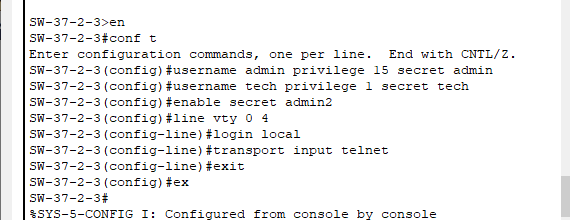 SW-37-2-3>en
SW-37-2-3#conf t
Enter configuration commands, one per line.  End with CNTL/Z.
SW-37-2-3(config)#username admin privilege 15 secret admin
SW-37-2-3(config)#username tech privilege 1 secret tech
SW-37-2-3(config)#enable secret admin2
SW-37-2-3(config)#line vty 0 4
SW-37-2-3(config-line)#login local
SW-37-2-3(config-line)#transport input telnet
SW-37-2-3(config-line)#exit
SW-37-2-3(config)#ex
SW-37-2-3#
%SYS-5-CONFIG_I: Configured from console by console